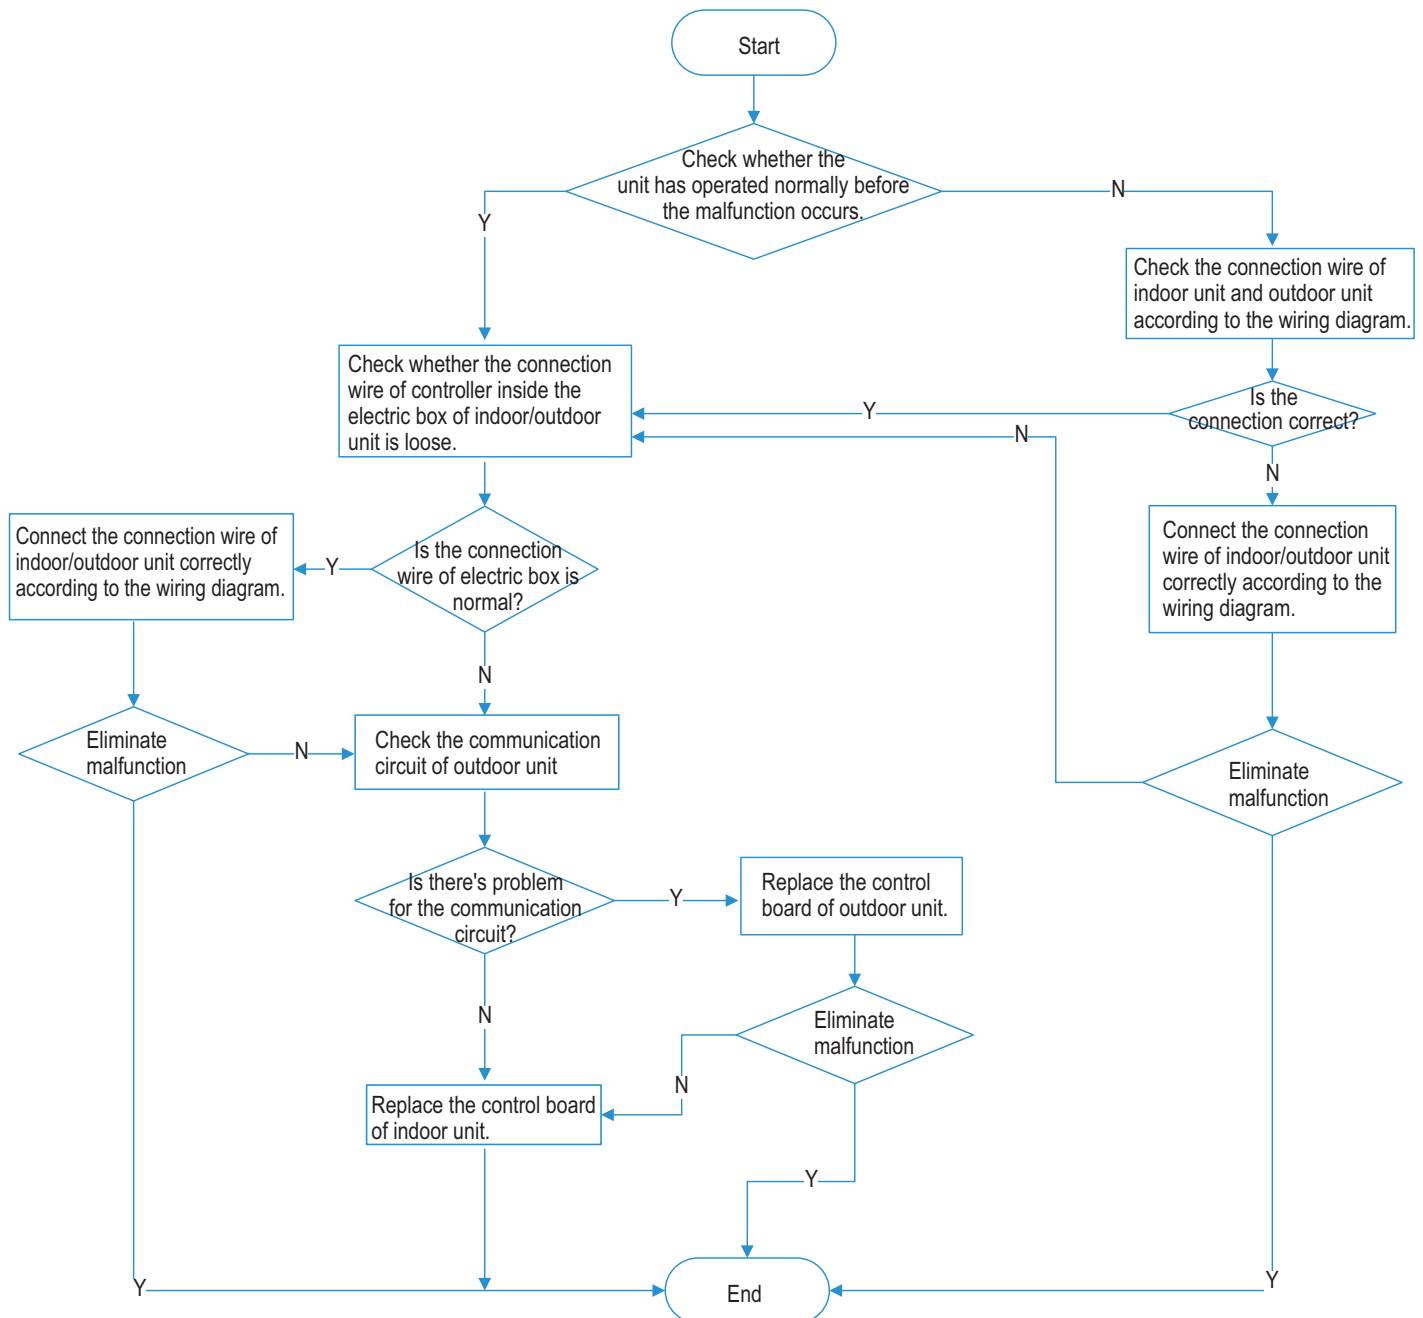 Start
Check whether the
unit has operated normally before
the malfunction occurs.
N
Y
Check the connection wire of
indoor unit and outdoor unit
according to the wiring diagram.
Check whether the connection
wire of controller inside the
electric box of indoor/outdoor
unit is loose.
Y
Is the
connection correct?
N
N
Connect the connection
wire of indoor/outdoor unit
correctly according to the
wiring diagram.
Connect the connection wire of
indoor/outdoor unit correctly
according to the wiring diagram.
Y
Is the connection
wire of electric box is
normal?
N
Eliminate
malfunction
N
Check the communication
circuit of outdoor unit
Eliminate
malfunction
Is there's problem
for the communication
circuit?
Y
Replace the control
board of outdoor unit.
N
Eliminate
malfunction
N
Replace the control board
of indoor unit.
Y
Y
Y
End